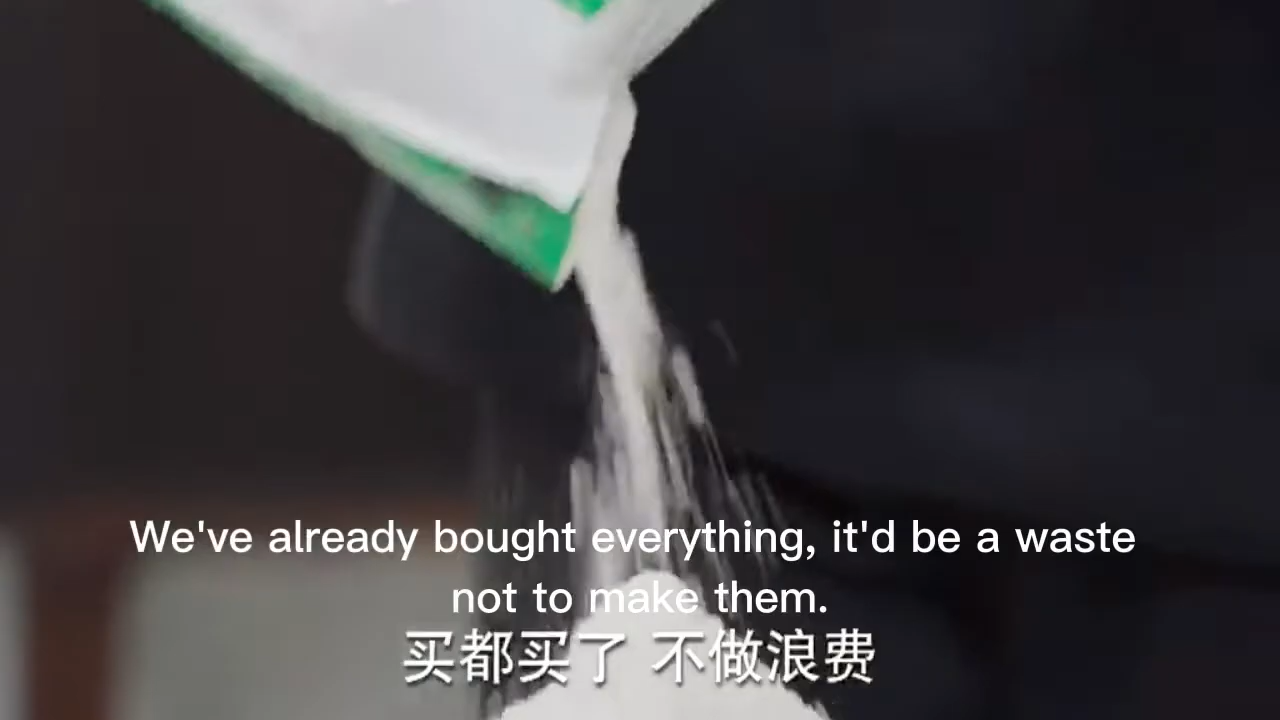 We've already bought everything, it'd be a waste
not to make them.
买都买了 不做浪费